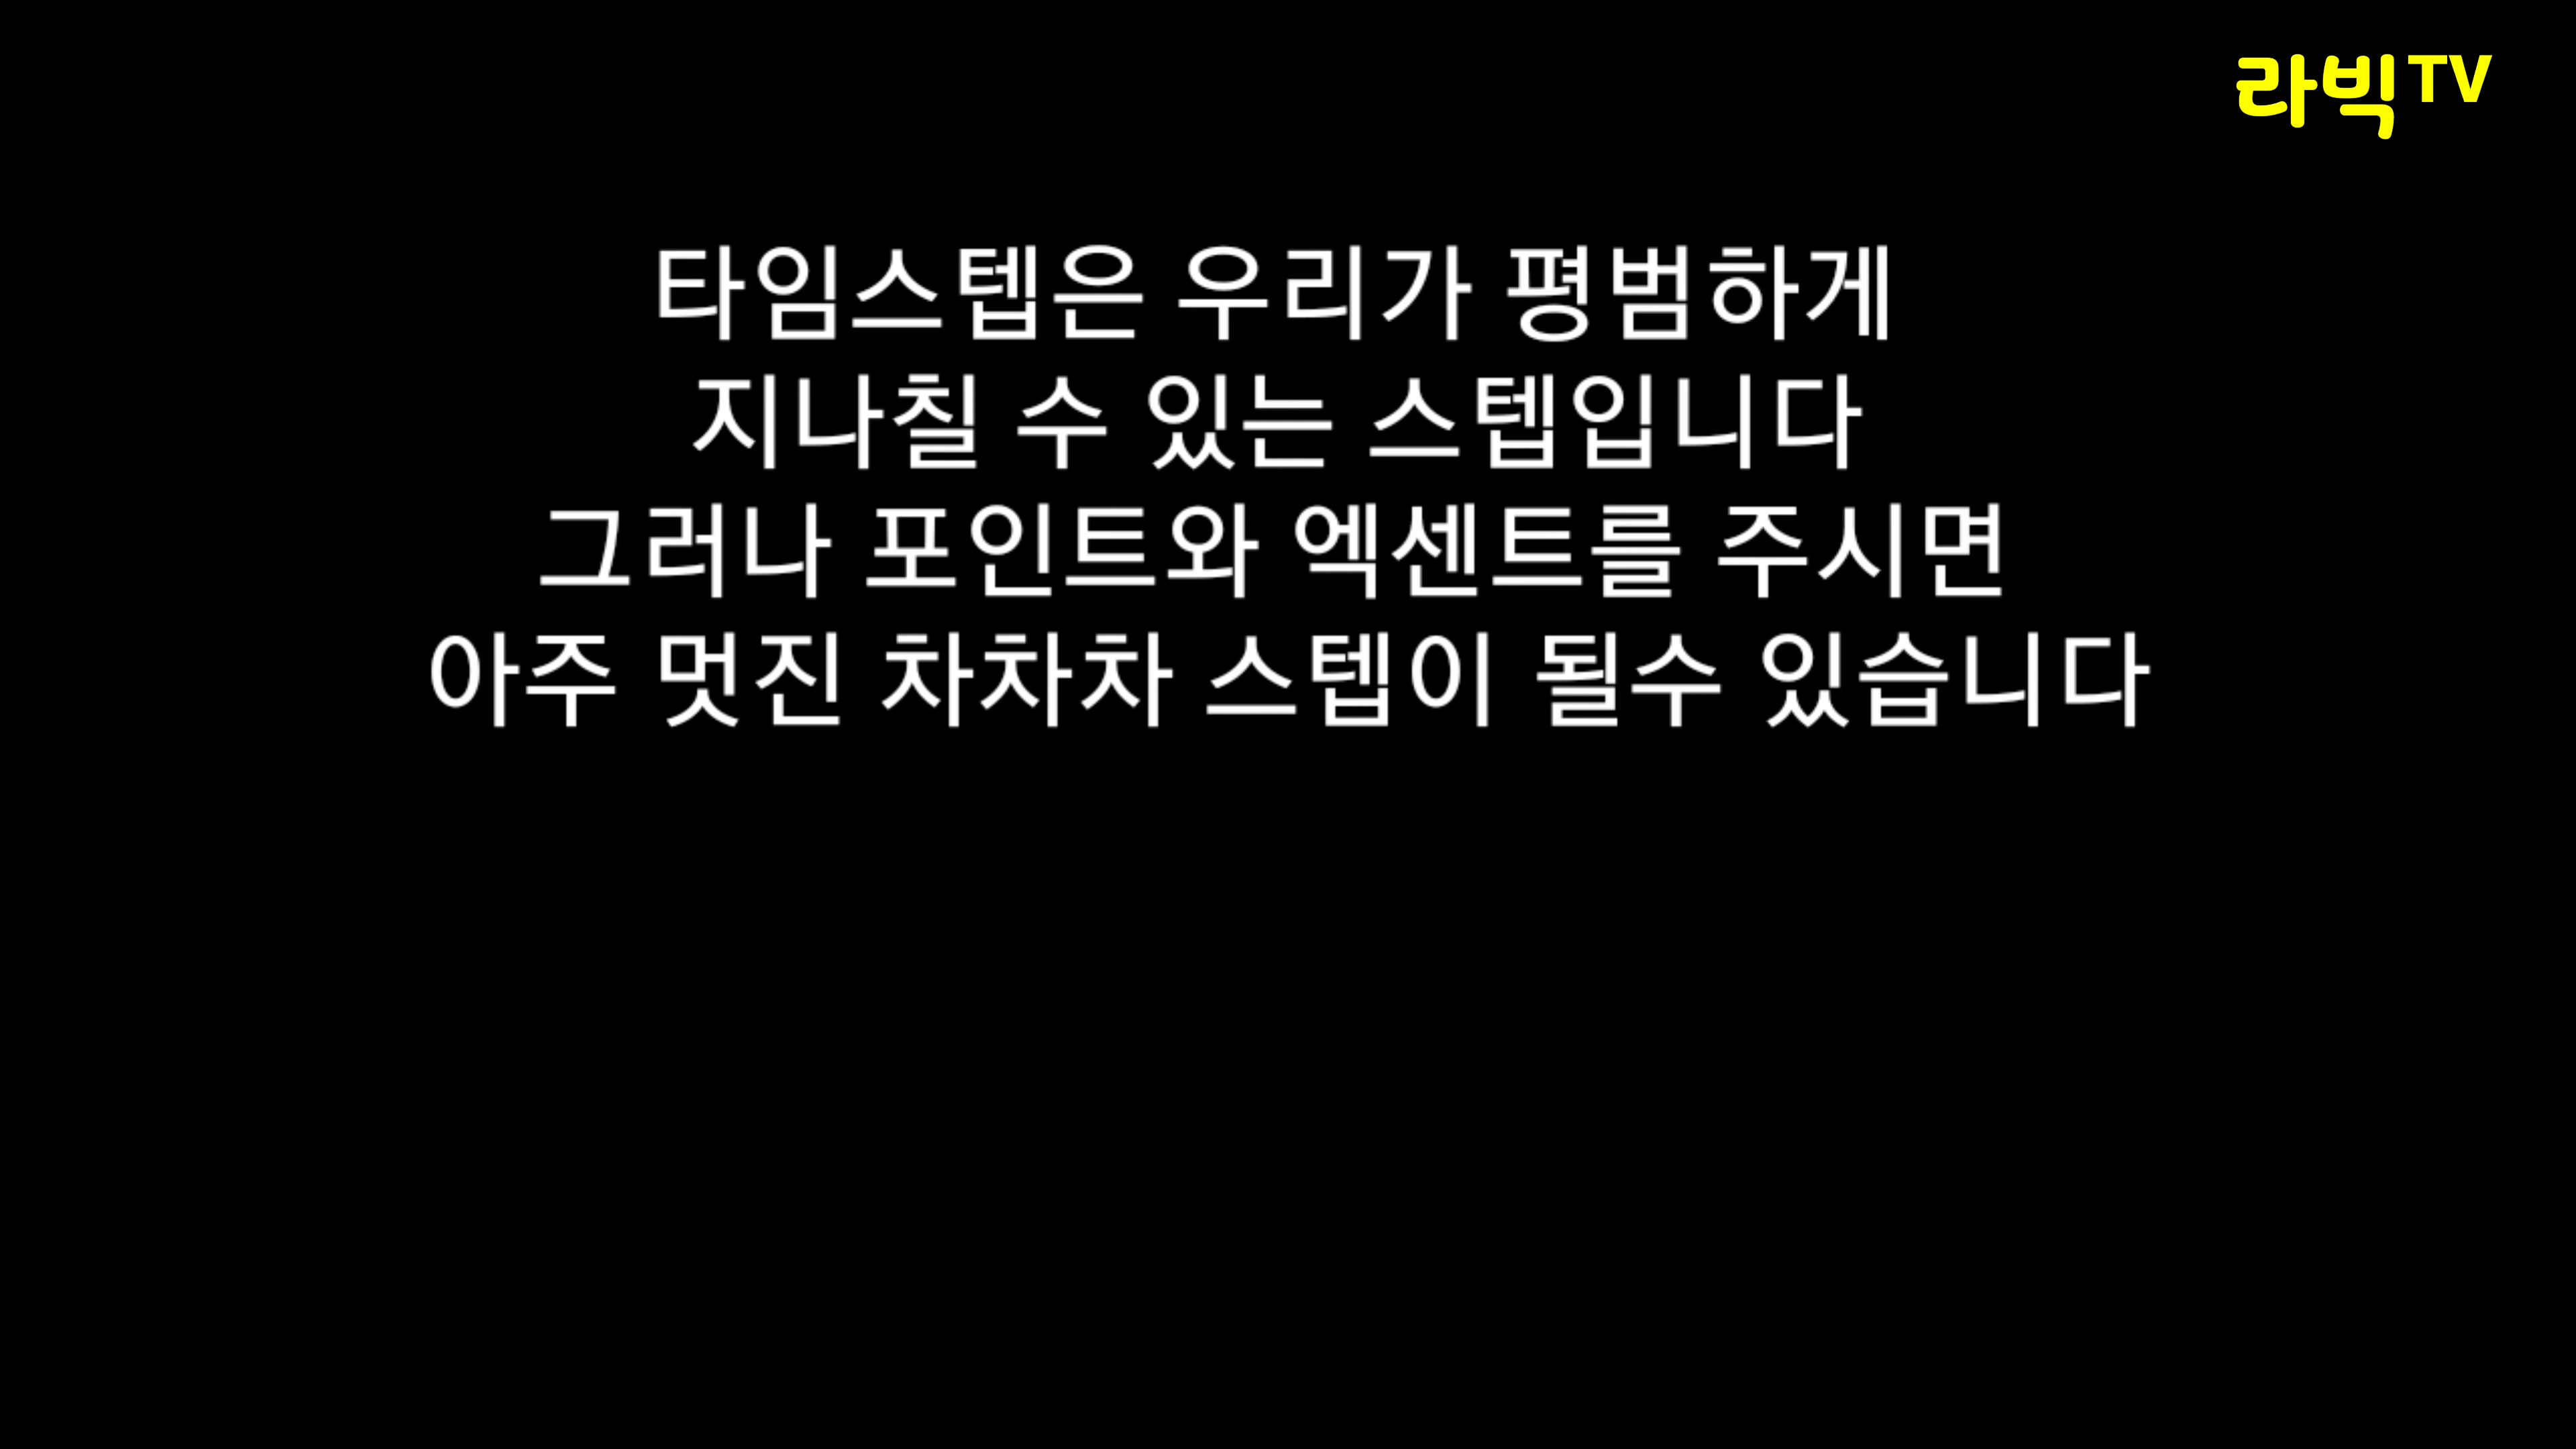 라빅TV
타임스텝은 우리가 평범하게
지나칠 수 있는 스텝입니다
그러나 포인트와 엑센트를 주시면
아주 멋진 차차차 스텝이 될수 있습니다